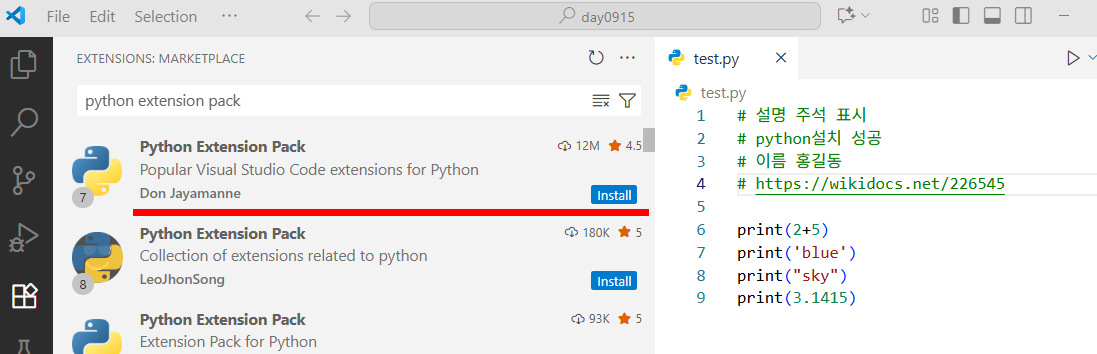 File Edit Selection ... day0915
EXTENSIONS: MARKETPLACE
python extension pack
Python Extension Pack 12M 4.5
Popular Visual Studio Code extensions for Python
7 Don Jayamanne Install
Python Extension Pack 180K 5
Collection of extensions related to python
8 LeoJhonSong Install
Python Extension Pack 93K 5
Extension Pack for Python
test.py
test.py
1 # 설명 주석 표시
2 # python설치 성공
3 # 이름 홍길동
4 # https://wikidocs.net/226545
5
6 print(2+5)
7 print('blue')
8 print("sky")
9 print(3.1415)